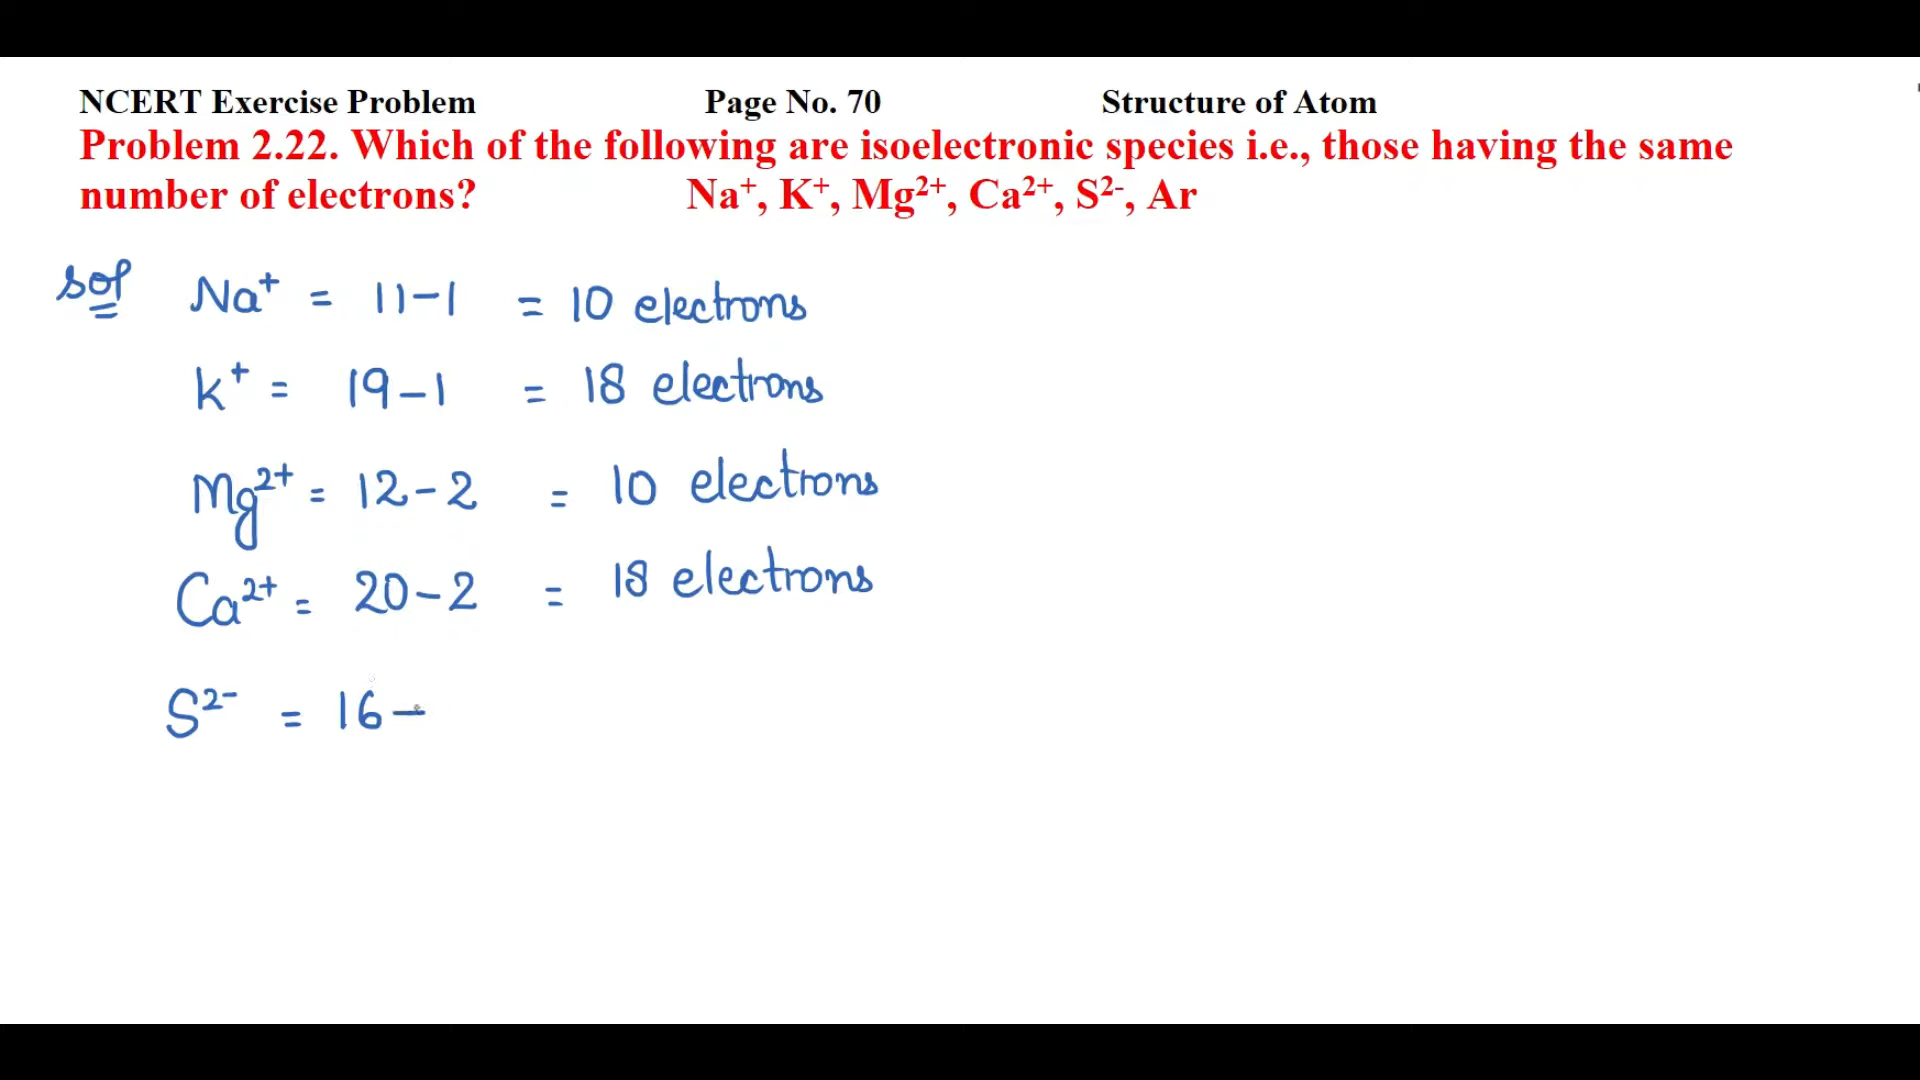 NCERT Exercise Problem Page No. 70 Structure of Atom
Problem 2.22. Which of the following are isoelectronic species i.e., those having the same
number of electrons? Na⁺, K⁺, Mg²⁺, Ca²⁺, S²⁻, Ar
Sol Na⁺ = 11-1 = 10 electrons
K⁺ = 19-1 = 18 electrons
Mg²⁺ = 12-2 = 10 electrons
Ca²⁺ = 20-2 = 18 electrons
S²⁻ = 16-